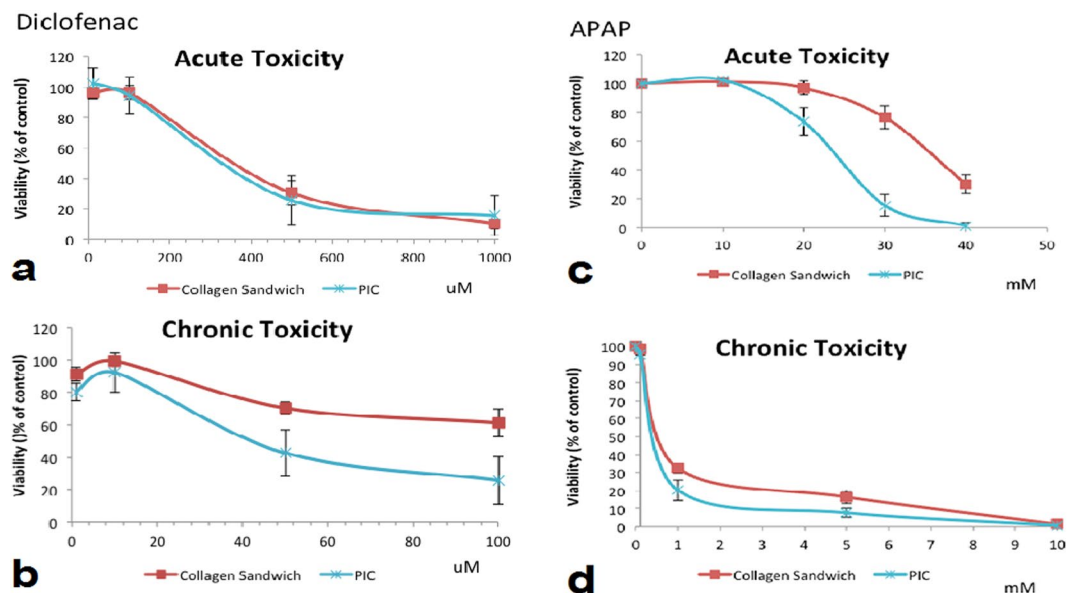 Diclofenac
Acute Toxicity
Viability (% of control)
120
100
80
60
40
20
0
0 200 400 600 800 1000
Collagen Sandwich PIC uM
a
APAP
Acute Toxicity
Viability (% of control)
120
100
80
60
40
20
0
0 10 20 30 40 50
Collagen Sandwich PIC mM
c
Chronic Toxicity
Viability ()% of control)
120
100
80
60
40
20
0
0 20 40 60 80 100
Collagen Sandwich PIC uM
b
Chronic Toxicity
Viability (% of control)
100
90
80
70
60
50
40
30
20
10
0
0 1 2 3 4 5 6 7 8 9 10
Collagen Sandwich PIC mM
d